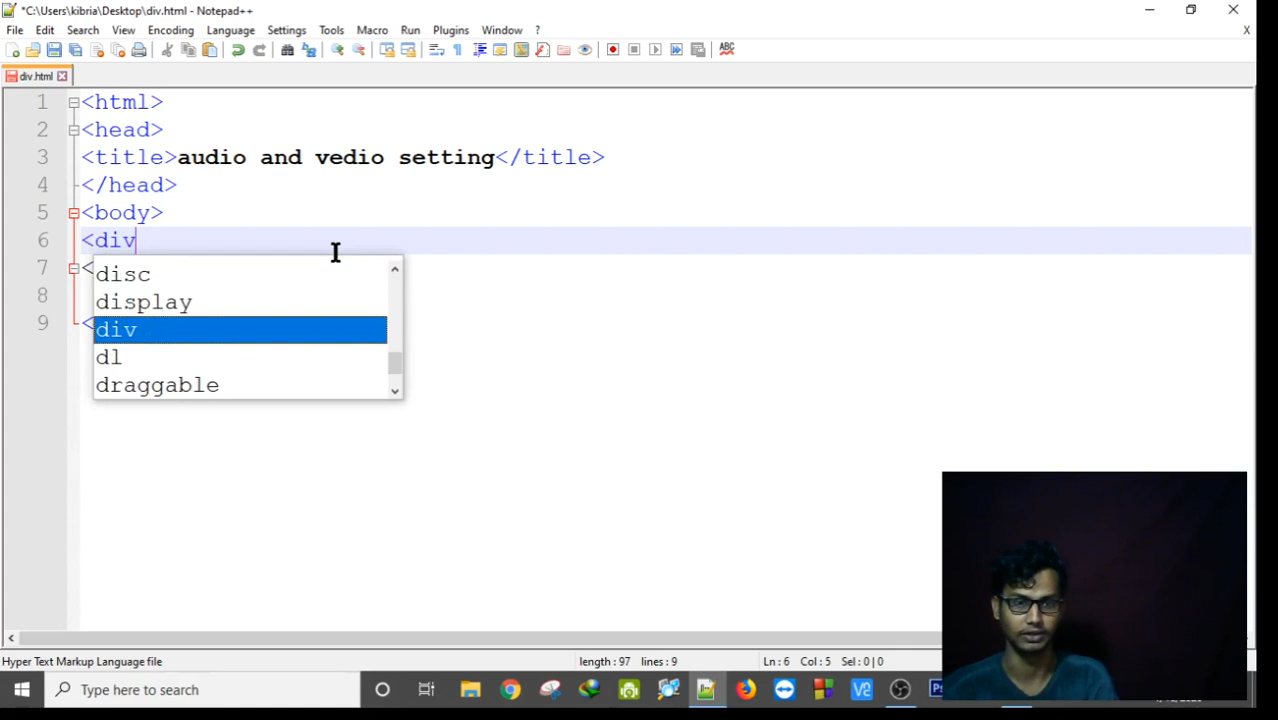 *C:\Users\kibria\Desktop\div.html - Notepad++
File Edit Search View Encoding Language Settings Tools Macro Run Plugins Window ? X
ABC
div.html
1 <html>
2 <head>
3 <title>audio and vedio setting</title>
4 </head>
5 <body>
6 <div
7 <
8
9 <
disc
display
div
dl
draggable
Hyper Text Markup Language file length : 97 lines : 9 Ln : 6 Col : 5 Sel : 0 | 0
Type here to search